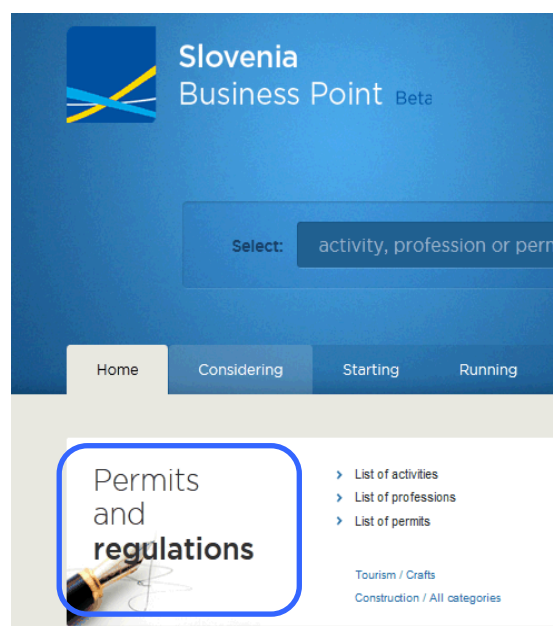 Slovenia
Business Point Beta
Select: activity, profession or perm
Home Considering Starting Running
Permits
and
regulations
List of activities
List of professions
List of permits
Tourism / Crafts
Construction / All categories